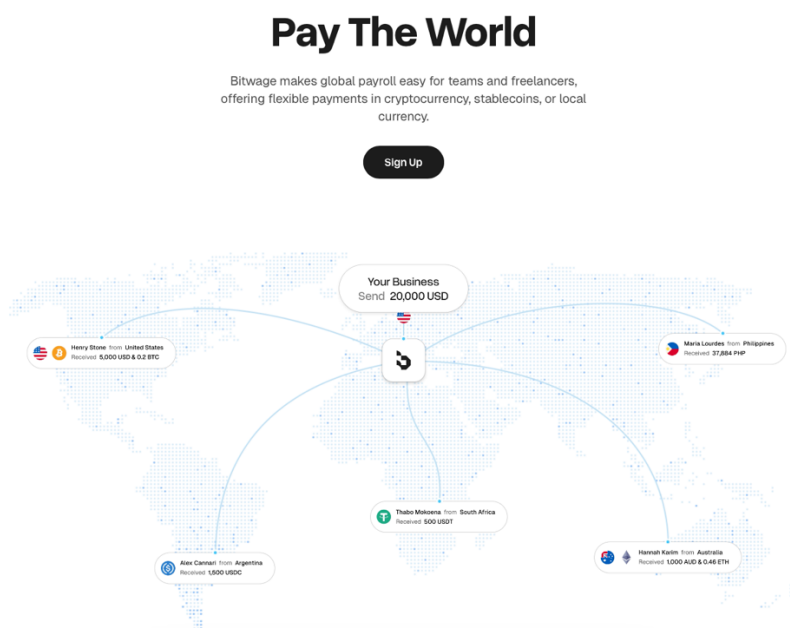 Pay The World
Bitwage makes global payroll easy for teams and freelancers,
offering flexible payments in cryptocurrency, stablecoins, or local
currency.
Sign Up
Your Business
Send 20,000 USD
Henry Stone from United States
Received 5,000 USD & 0.2 BTC
Maria Lourdes from Philippines
Received 37,884 PHP
Thabo Mokoena from South Africa
Received 500 USDT
Hannah Karim from Australia
Received 1,000 AUD & 0.46 ETH
Alex Cannari from Argentina
Received 1,500 USDC